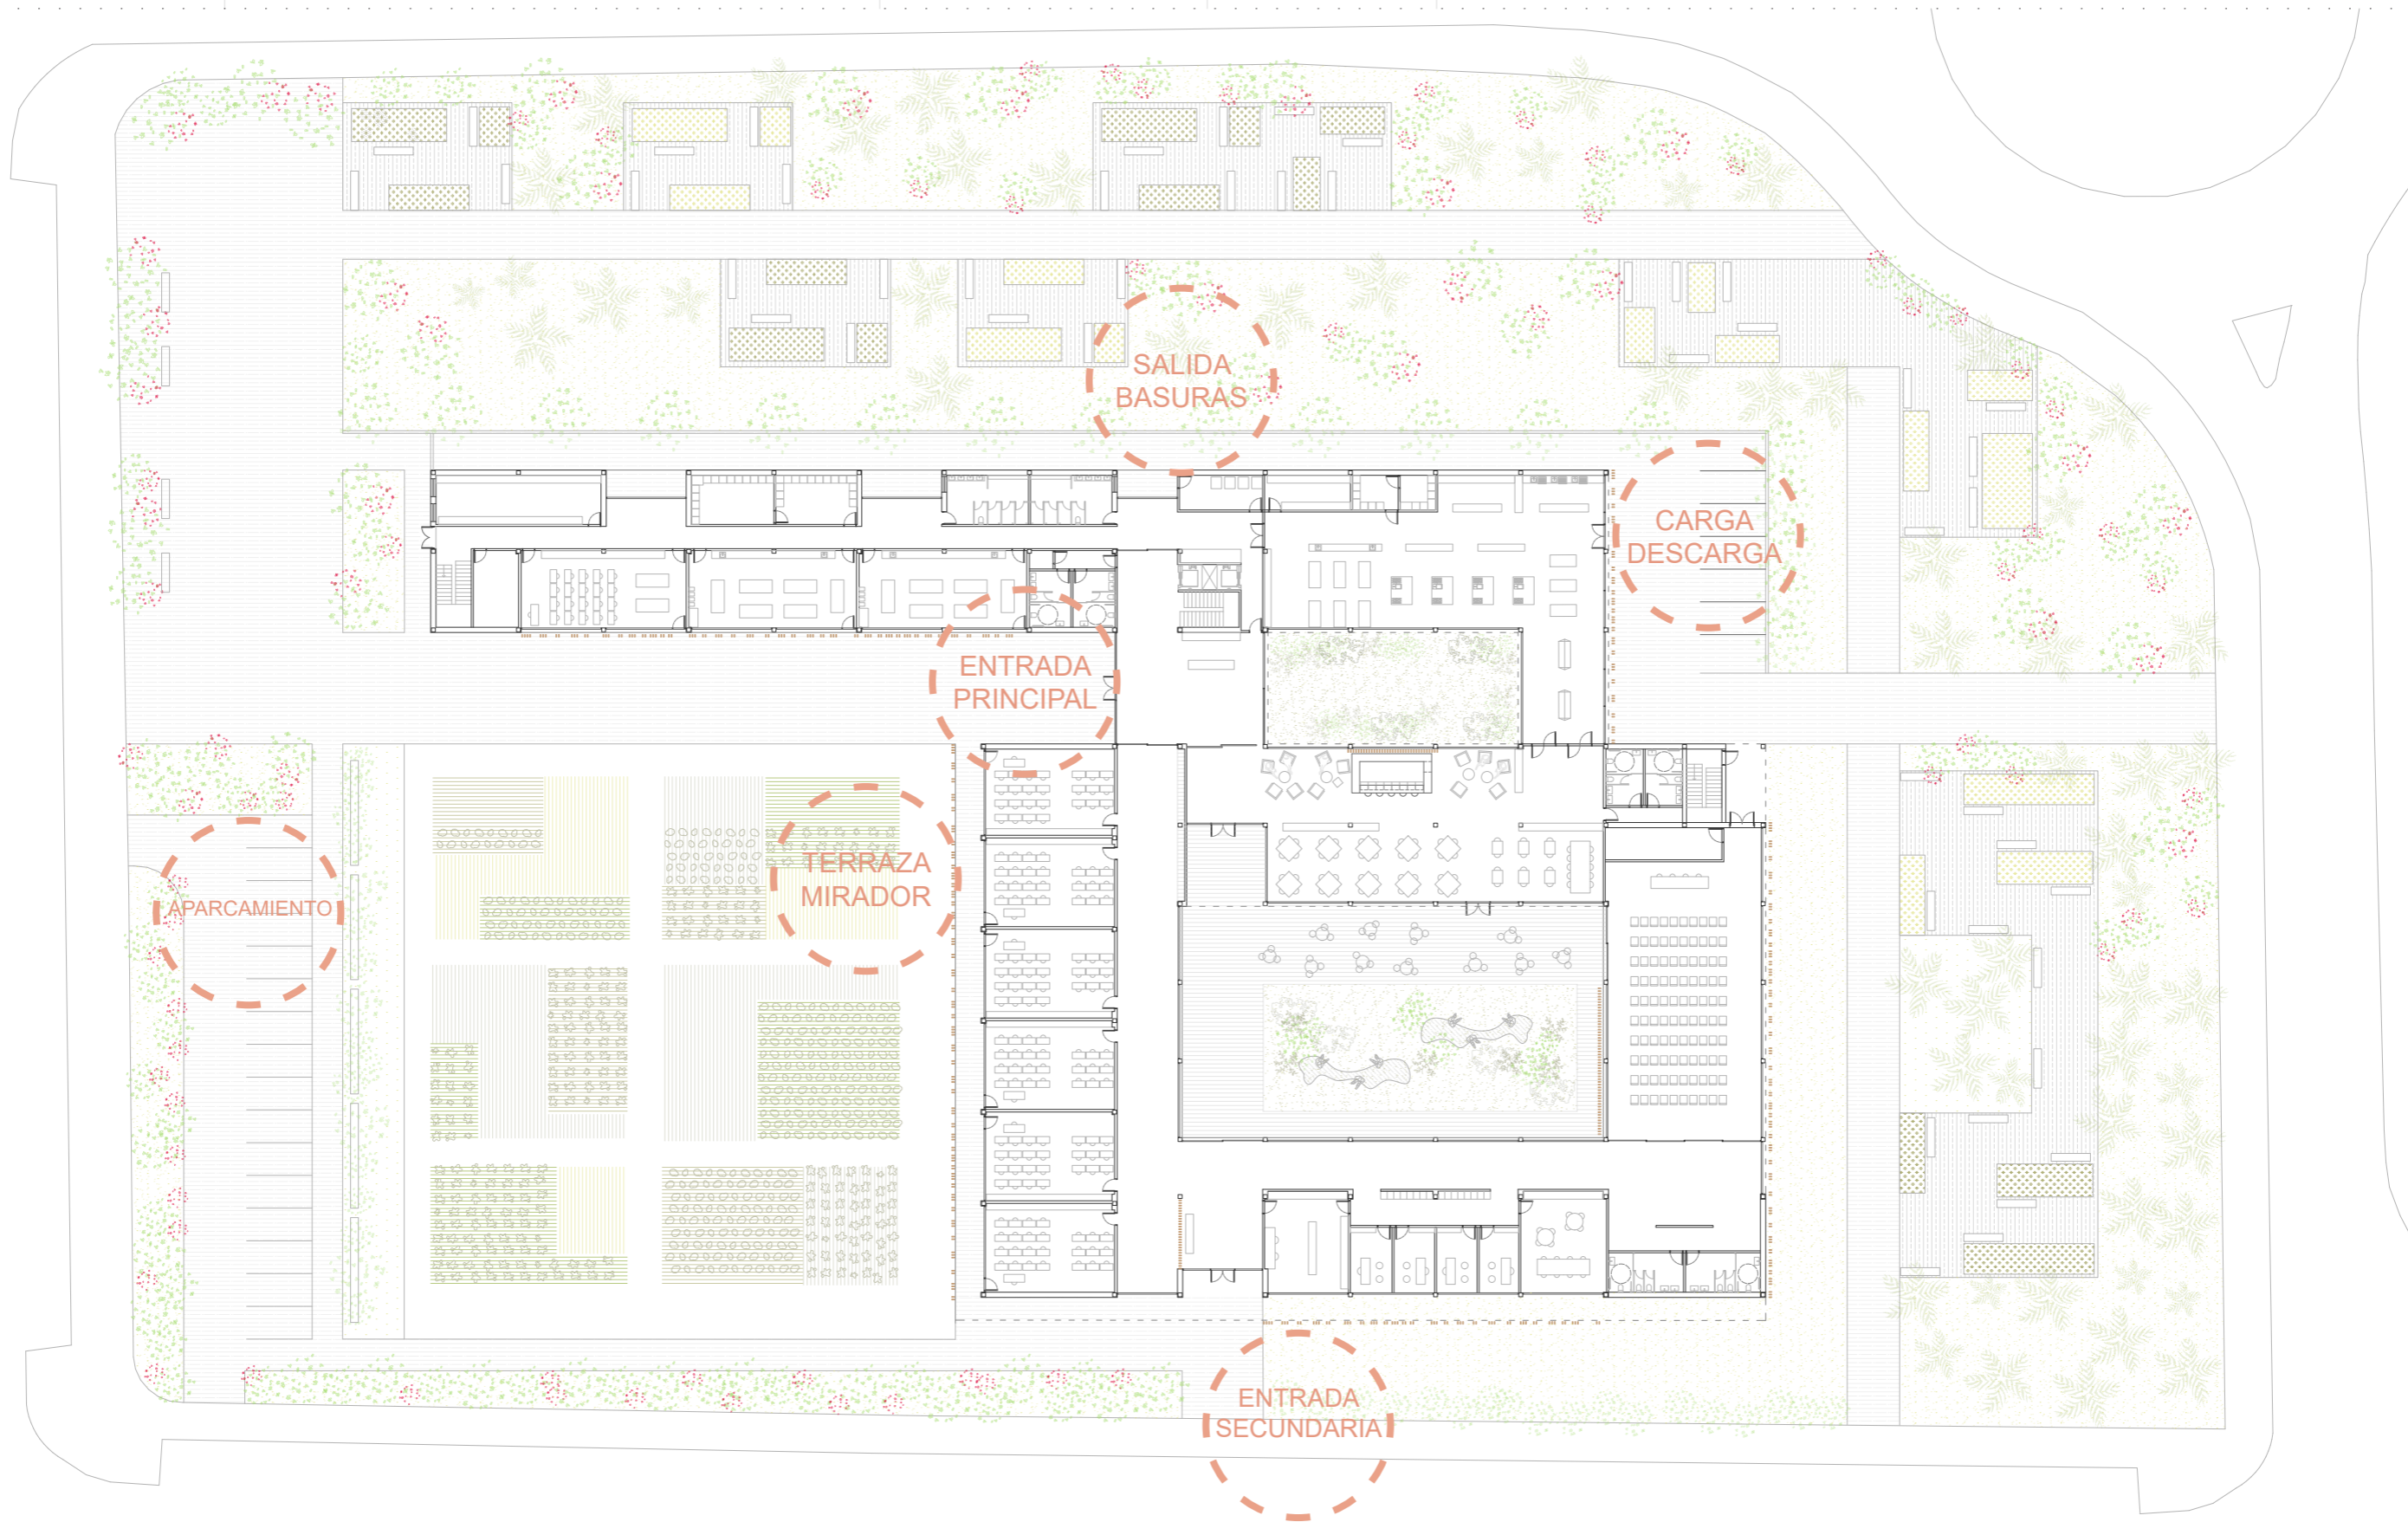 SALIDA
BASURAS
CARGA
DESCARGA
ENTRADA
PRINCIPAL
TERRAZA
MIRADOR
APARCAMIENTO
ENTRADA
SECUNDARIA